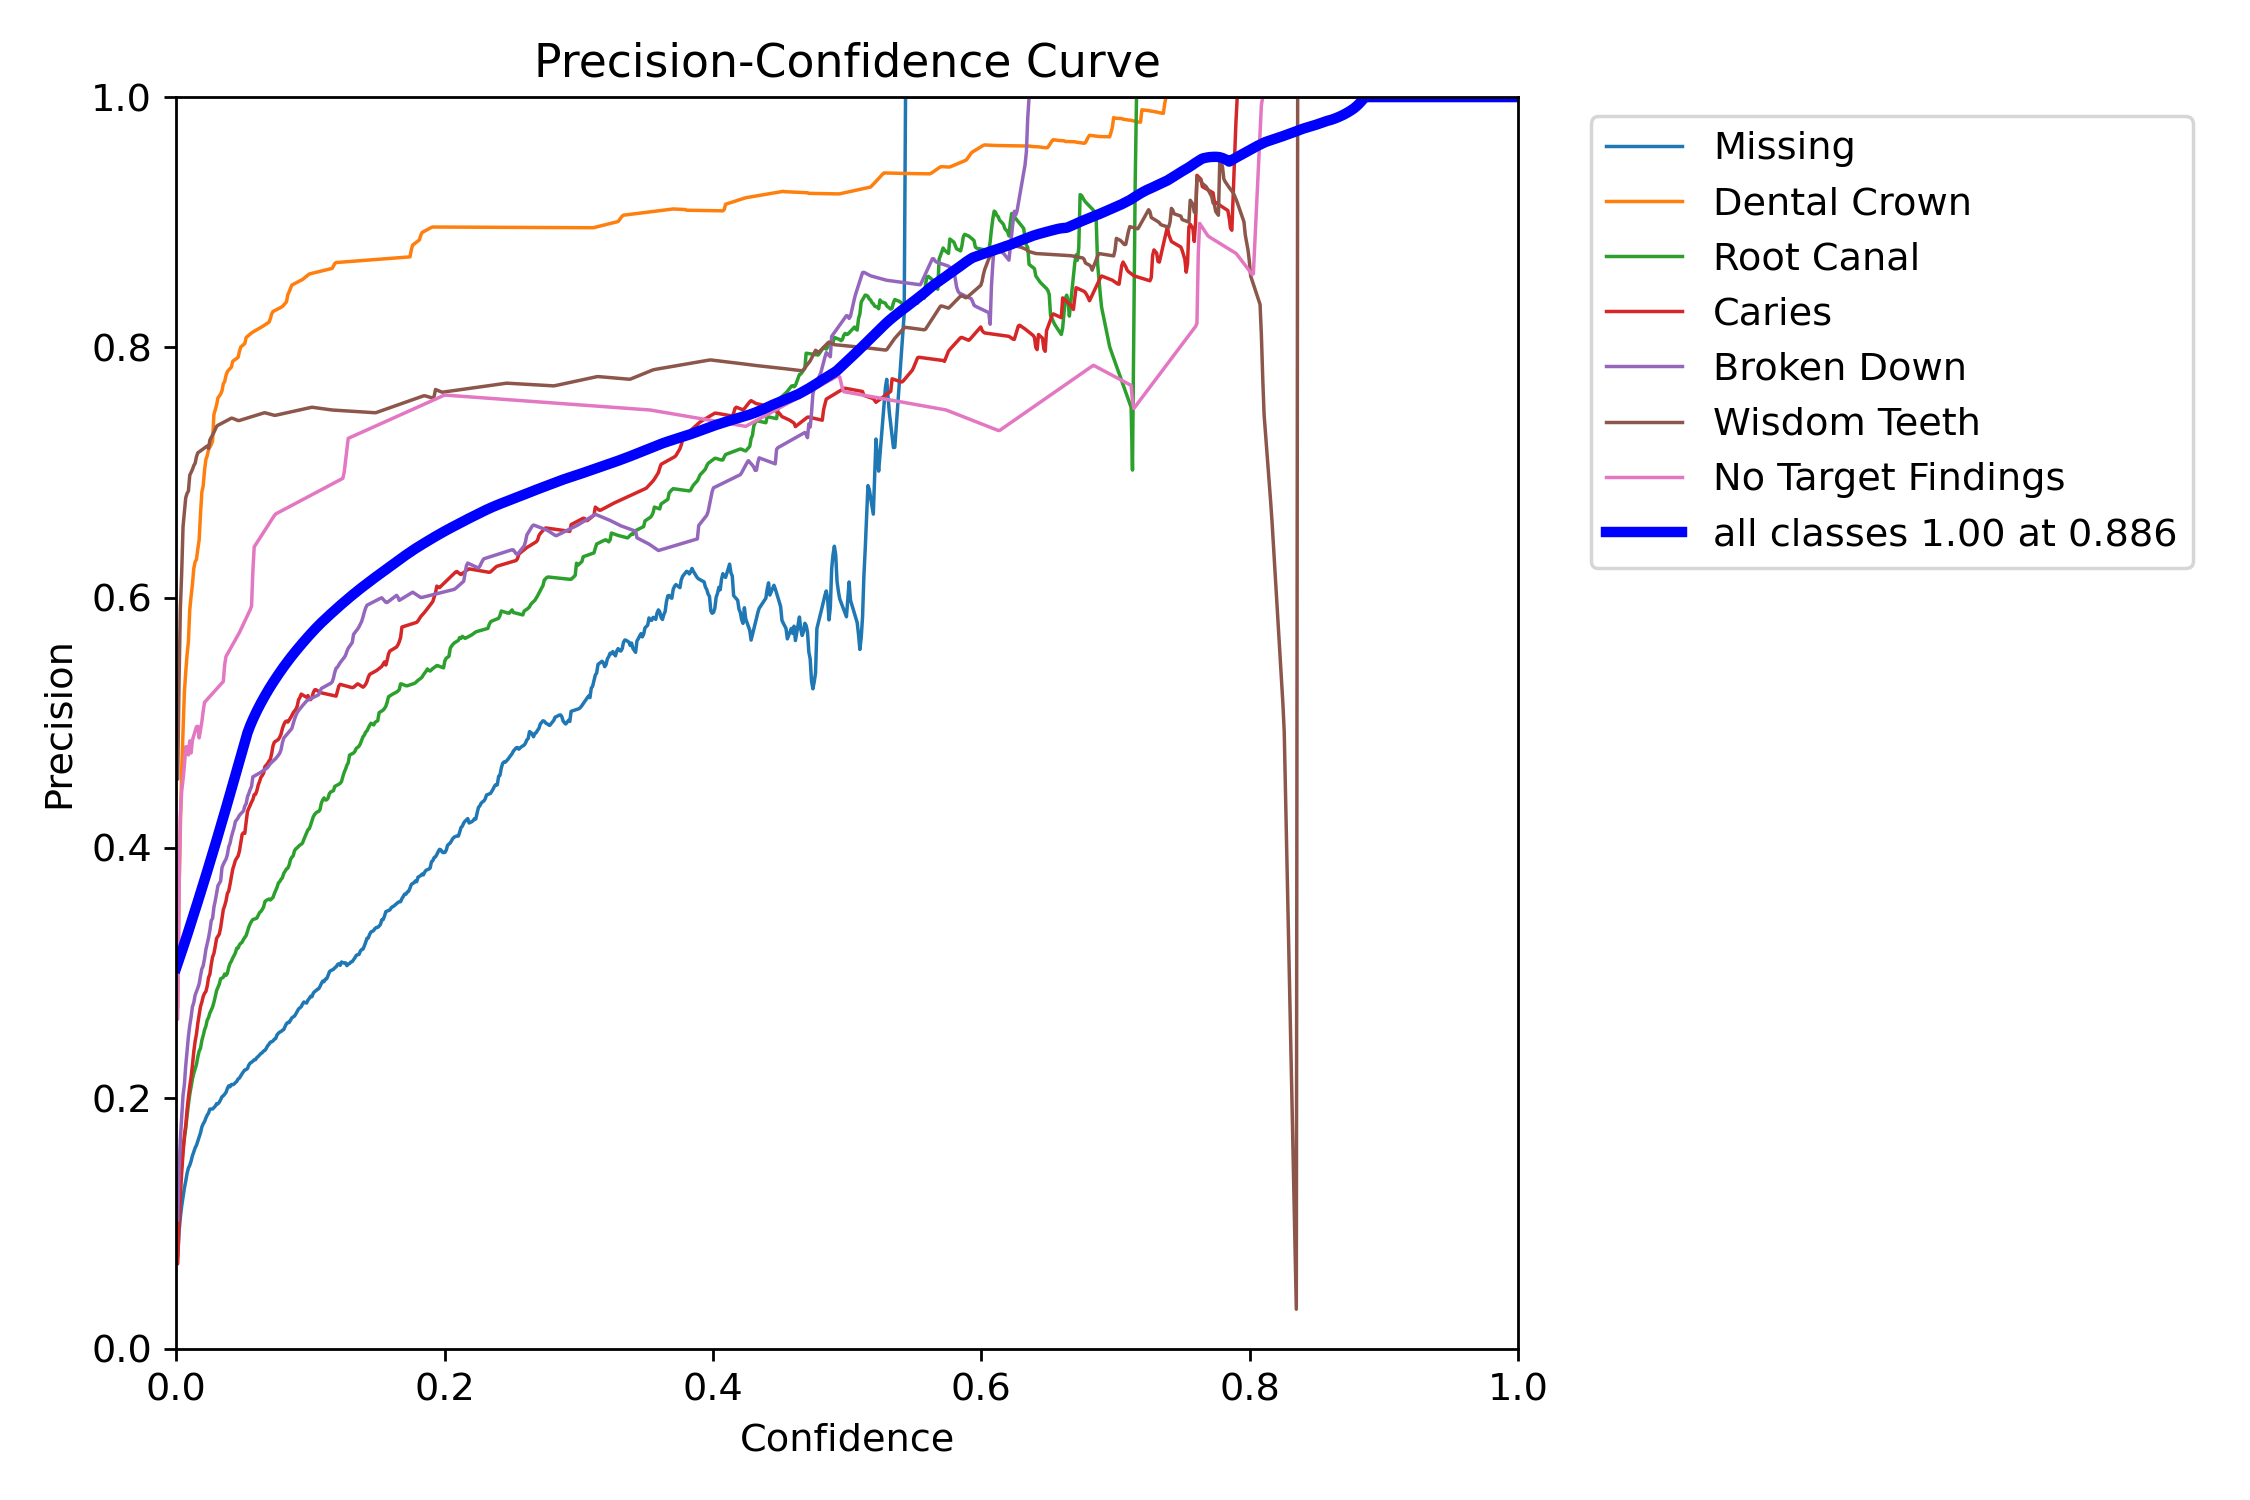 Precision-Confidence Curve
1.0
0.8
0.6
0.4
0.2
0.0
Precision
0.0 0.2 0.4 0.6 0.8 1.0
Confidence
Missing
Dental Crown
Root Canal
Caries
Broken Down
Wisdom Teeth
No Target Findings
all classes 1.00 at 0.886